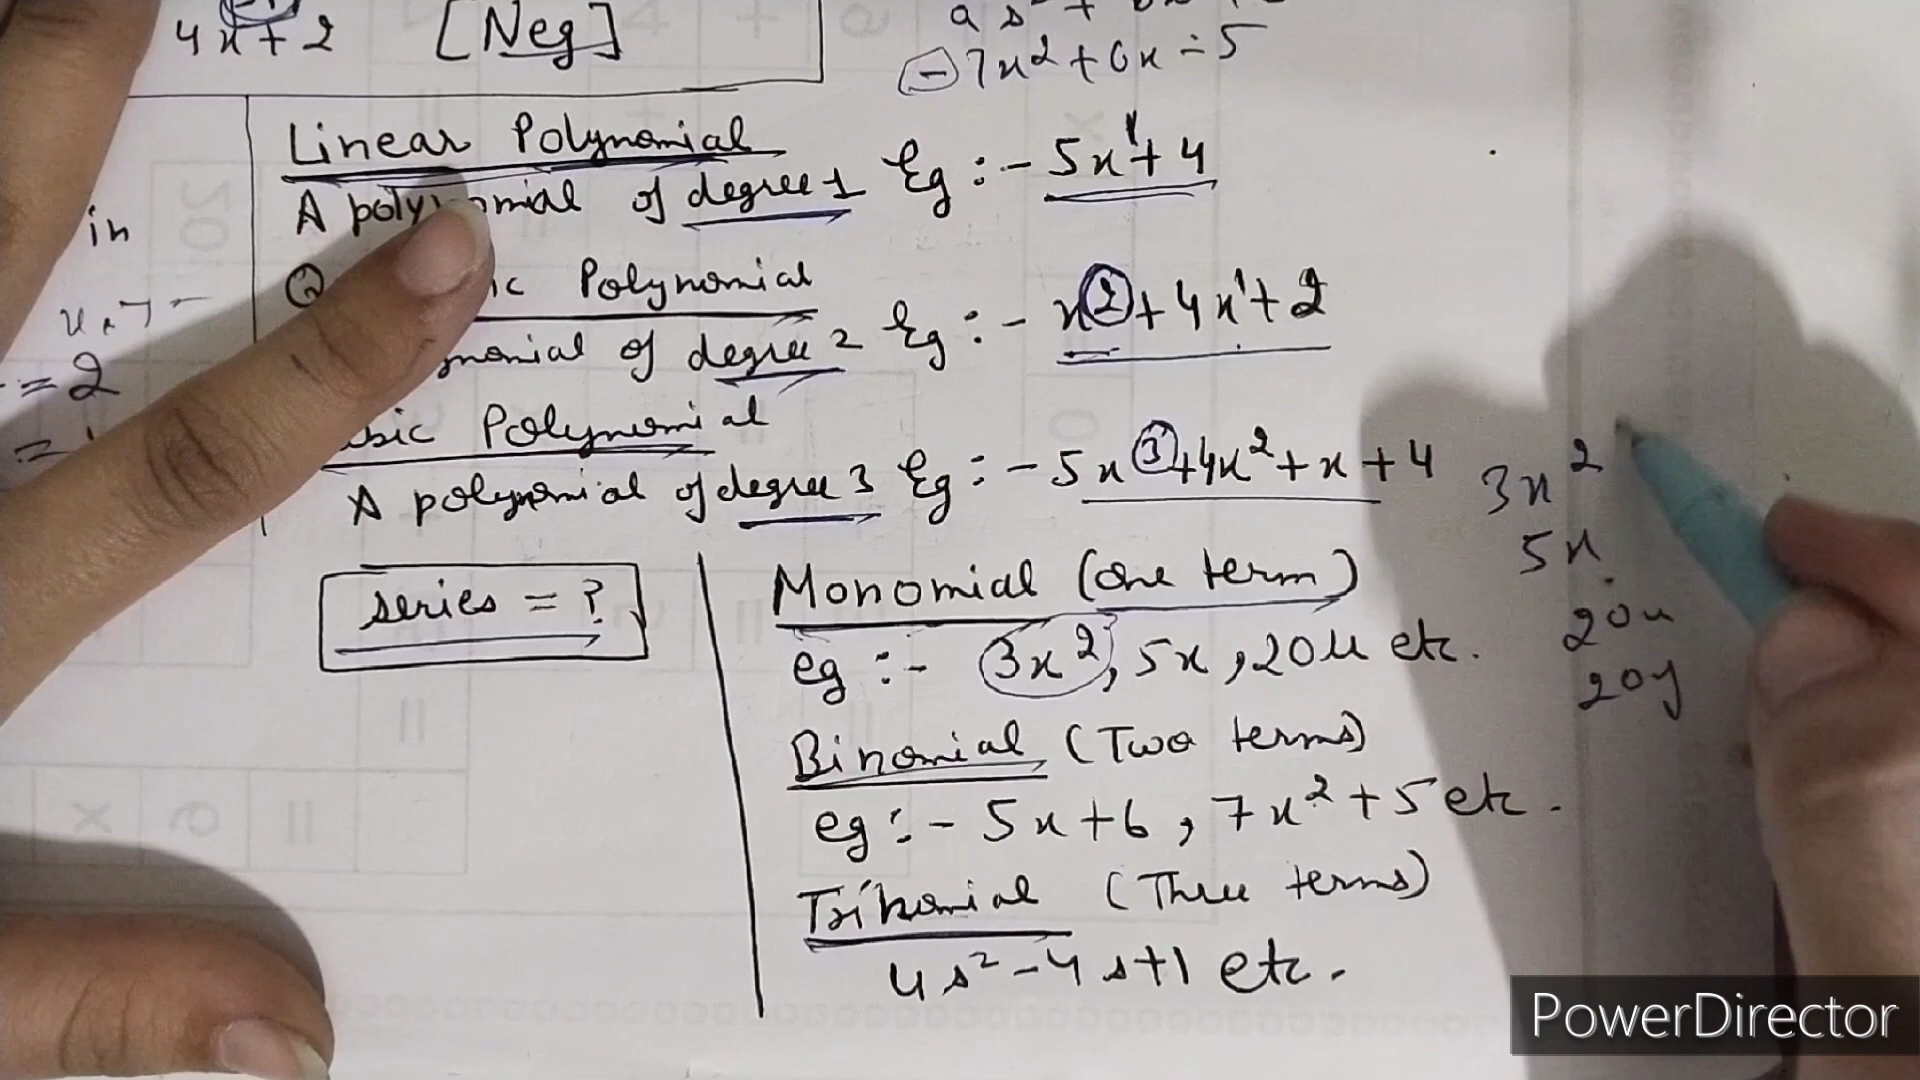 4x + 2 [Neg]
- 7x² + 6x - 5
Linear Polynomial
A polynomial of degree 1 Eg :- 5x¹ + 4
Polynomial
of degree 2 Eg :- x² + 4x¹ + 2
in
= 2
Polynomial
A polynomial of degree 3 Eg :- 5x³ + 4x² + x + 4
3x²
5x
20u
20y
series = ?
Monomial (one term)
eg :- 3x², 5x, 20u etc.
Binomial (Two terms)
eg :- 5x + 6, 7x² + 5 etc.
Trinomial (Three terms)
4s² - 4s + 1 etc.
PowerDirector